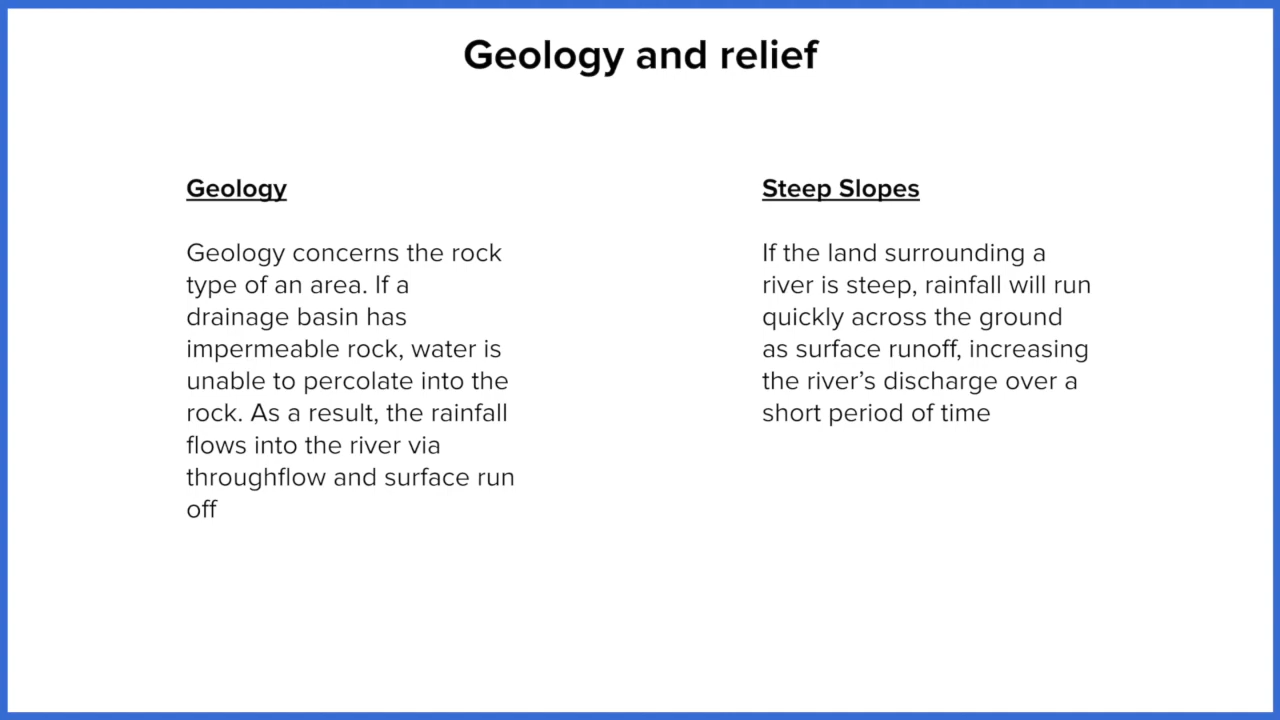 Geology and relief
Geology
Geology concerns the rock
type of an area. If a
drainage basin has
impermeable rock, water is
unable to percolate into the
rock. As a result, the rainfall
flows into the river via
throughflow and surface run
off
Steep Slopes
If the land surrounding a
river is steep, rainfall will run
quickly across the ground
as surface runoff, increasing
the river’s discharge over a
short period of time